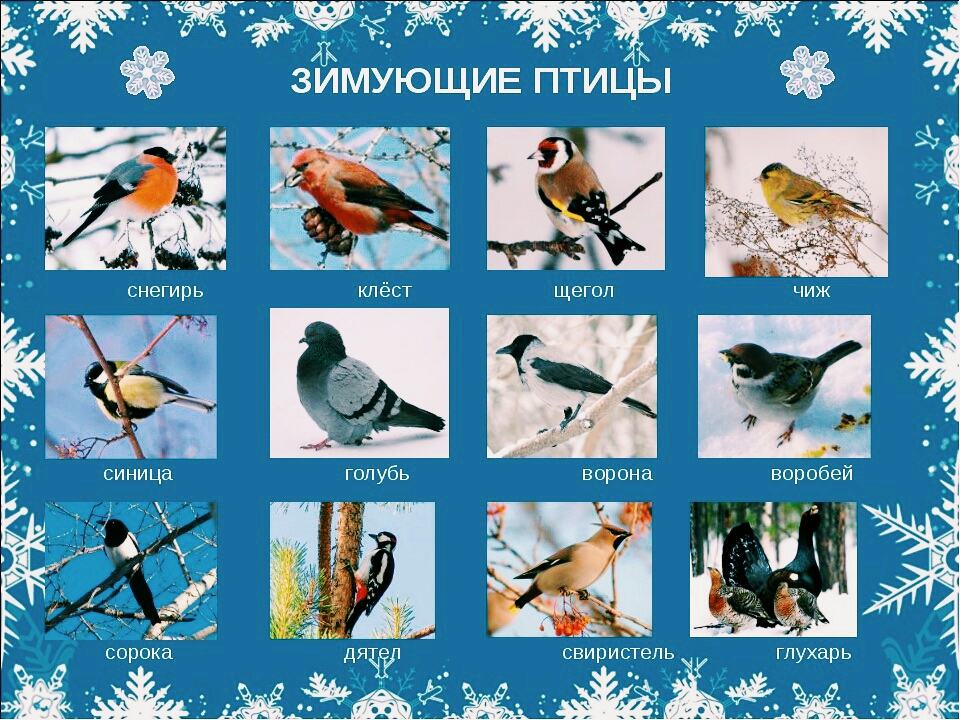 ЗИМУЮЩИЕ ПТИЦЫ
снегирь клёст щегол чиж
синица голубь ворона воробей
сорока дятел свиристель глухарь